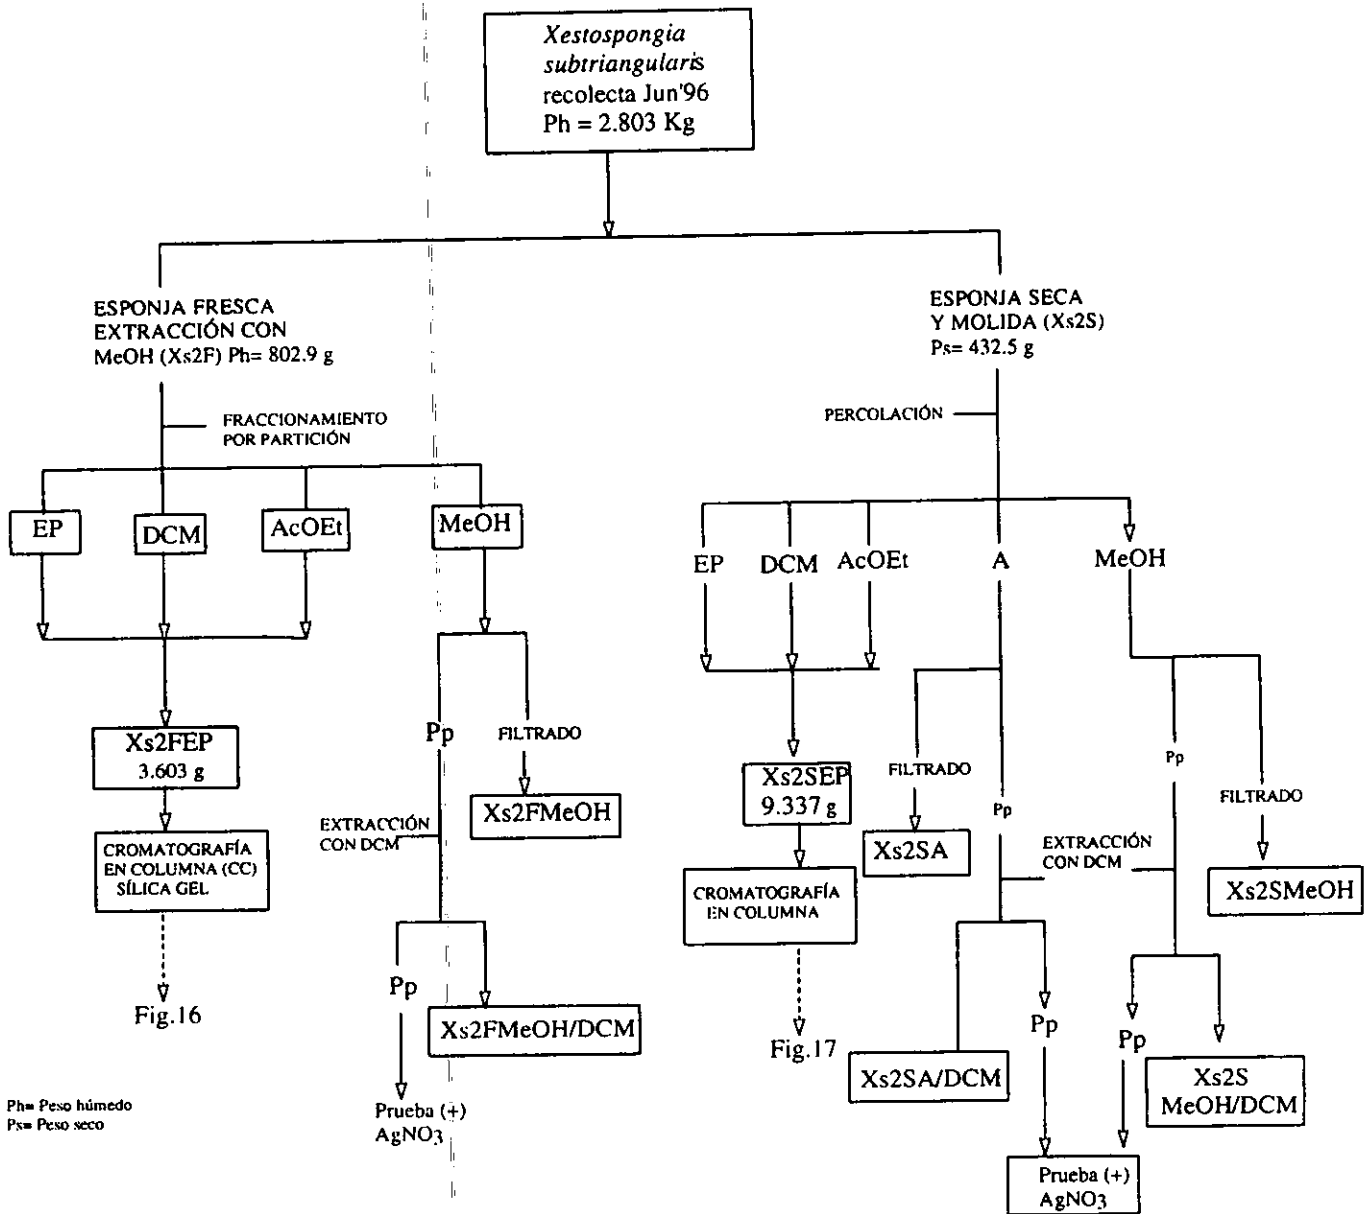 Xestospongia
subtriangularis
recolecta Jun'96
Ph = 2.803 Kg
ESPONJA FRESCA
EXTRACCIÓN CON
MeOH (Xs2F) Ph= 802.9 g
ESPONJA SECA
Y MOLIDA (Xs2S)
Ps= 432.5 g
FRACCIONAMIENTO
POR PARTICIÓN
PERCOLACIÓN
EP
DCM
AcOEt
MeOH
EP
DCM
AcOEt
A
MeOH
Xs2FEP
3.603 g
CROMATOGRAFÍA
EN COLUMNA (CC)
SÍLICA GEL
Fig.16
Pp
FILTRADO
Xs2FMeOH
EXTRACCIÓN
CON DCM
Pp
Xs2FMeOH/DCM
Prueba (+)
AgNO3
Xs2SEP
9.337 g
CROMATOGRAFÍA
EN COLUMNA
Fig.17
FILTRADO
Xs2SA
Pp
EXTRACCIÓN
CON DCM
Pp
FILTRADO
Xs2SMeOH
Xs2SA/DCM
Pp
Pp
Xs2S
MeOH/DCM
Prueba (+)
AgNO3
Ph= Peso húmedo
Ps= Peso seco